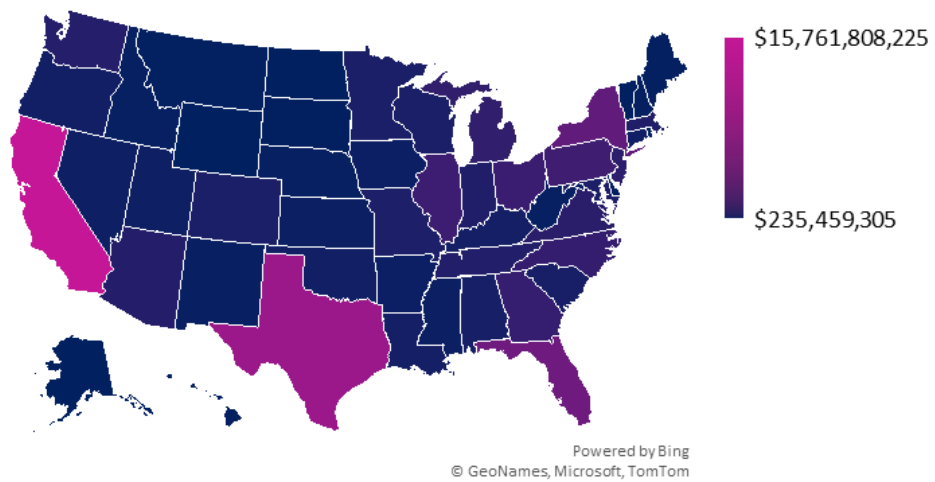 $15,761,808,225
$235,459,305
Powered by Bing
© GeoNames, Microsoft, TomTom